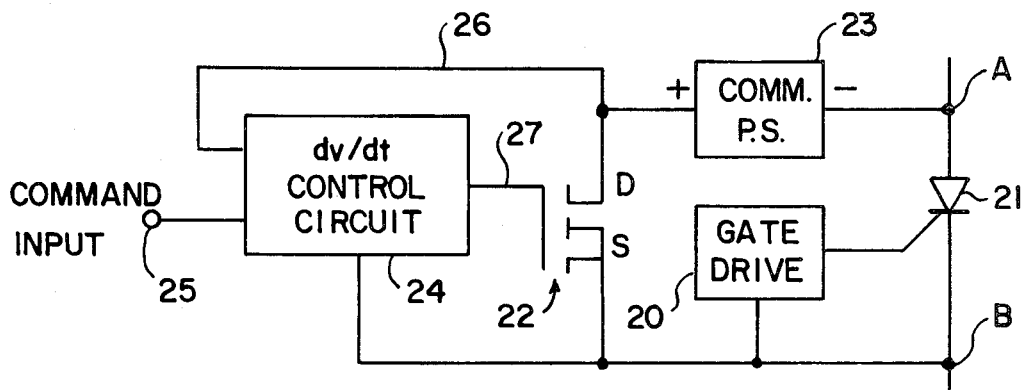 26
23
A
+
COMM.
P.S.
−
dv/dt
CONTROL
CIRCUIT
27
D
21
COMMAND
INPUT
S
GATE
DRIVE
25
24
22
20
B